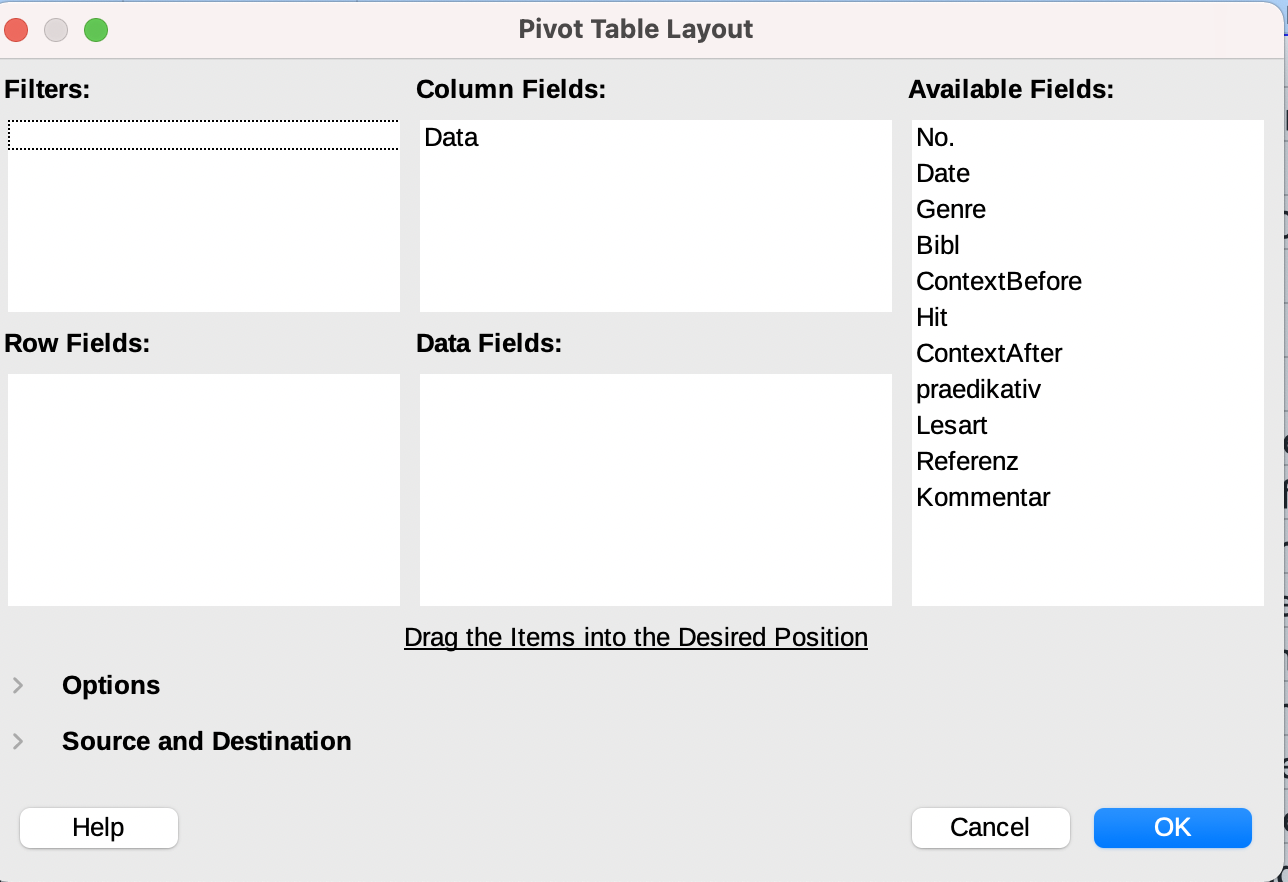 Pivot Table Layout
Filters:
Column Fields:
Data
Available Fields:
No.
Date
Genre
Bibl
ContextBefore
Hit
ContextAfter
praedikativ
Lesart
Referenz
Kommentar
Row Fields:
Data Fields:
Drag the Items into the Desired Position
Options
Source and Destination
Help
Cancel
OK